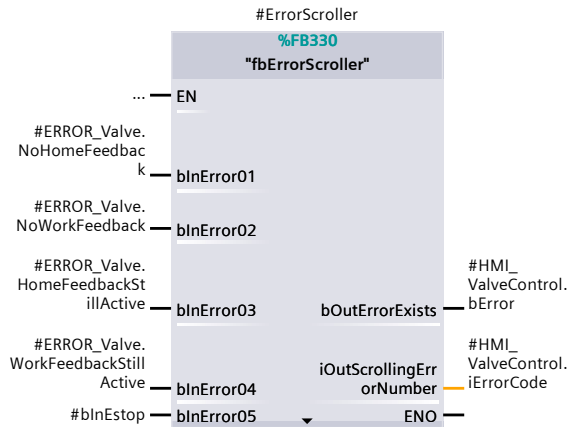 #ErrorScroller
%FB330
"fbErrorScroller"
...
EN
#ERROR_Valve.
NoHomeFeedbac
k
bInError01
#ERROR_Valve.
NoWorkFeedback
bInError02
#ERROR_Valve.
HomeFeedbackSt
illActive
bInError03
bOutErrorExists
#HMI_
ValveControl.
bError
#ERROR_Valve.
WorkFeedbackStill
Active
bInError04
iOutScrollingErr
orNumber
#HMI_
ValveControl.
iErrorCode
#bInEstop
bInError05
ENO